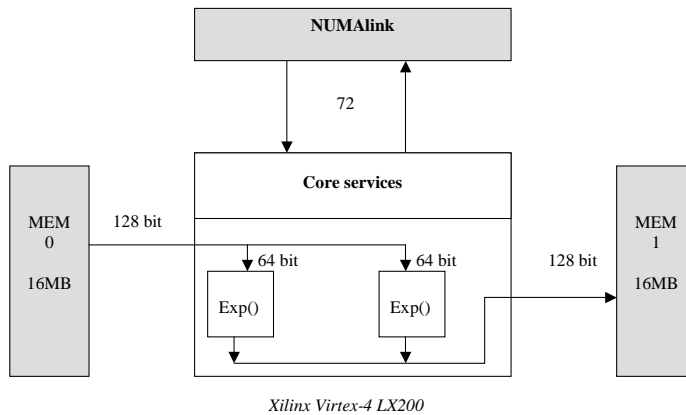 NUMAlink
72
Core services
MEM
0
16MB
128 bit
64 bit
64 bit
Exp()
Exp()
128 bit
MEM
1
16MB
Xilinx Virtex-4 LX200